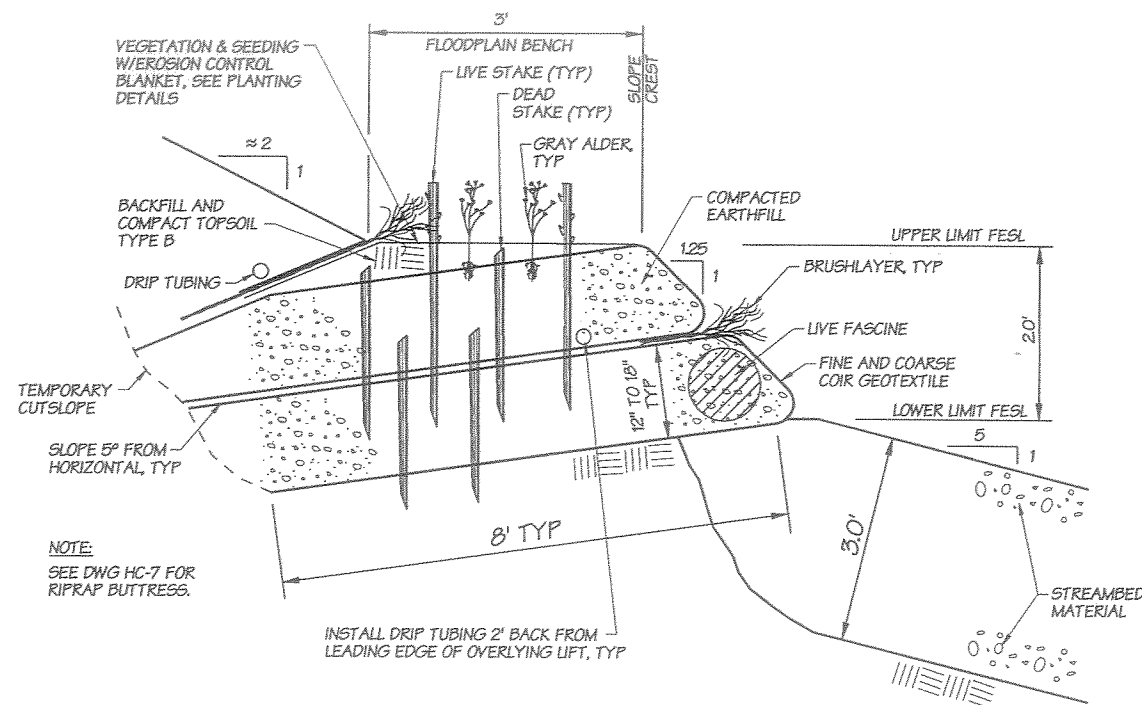 3'
FLOODPLAIN BENCH
VEGETATION & SEEDING
W/EROSION CONTROL
BLANKET, SEE PLANTING
DETAILS
LIVE STAKE (TYP)
DEAD
STAKE (TYP)
SLOPE
CREST
GRAY ALDER,
TYP
≈ 2
1
BACKFILL AND
COMPACT TOPSOIL
TYPE B
DRIP TUBING
COMPACTED
EARTHFILL
1.25
1
UPPER LIMIT FESL
BRUSHLAYER, TYP
LIVE FASCINE
FINE AND COARSE
COIR GEOTEXTILE
2.0'
12" TO 18"
TYP
LOWER LIMIT FESL
TEMPORARY
CUTSLOPE
SLOPE 5° FROM
HORIZONTAL, TYP
5
1
8' TYP
3.0'
NOTE:
SEE DWG HC-7 FOR
RIPRAP BUTTRESS.
STREAMBED
MATERIAL
INSTALL DRIP TUBING 2' BACK FROM
LEADING EDGE OF OVERLYING LIFT, TYP